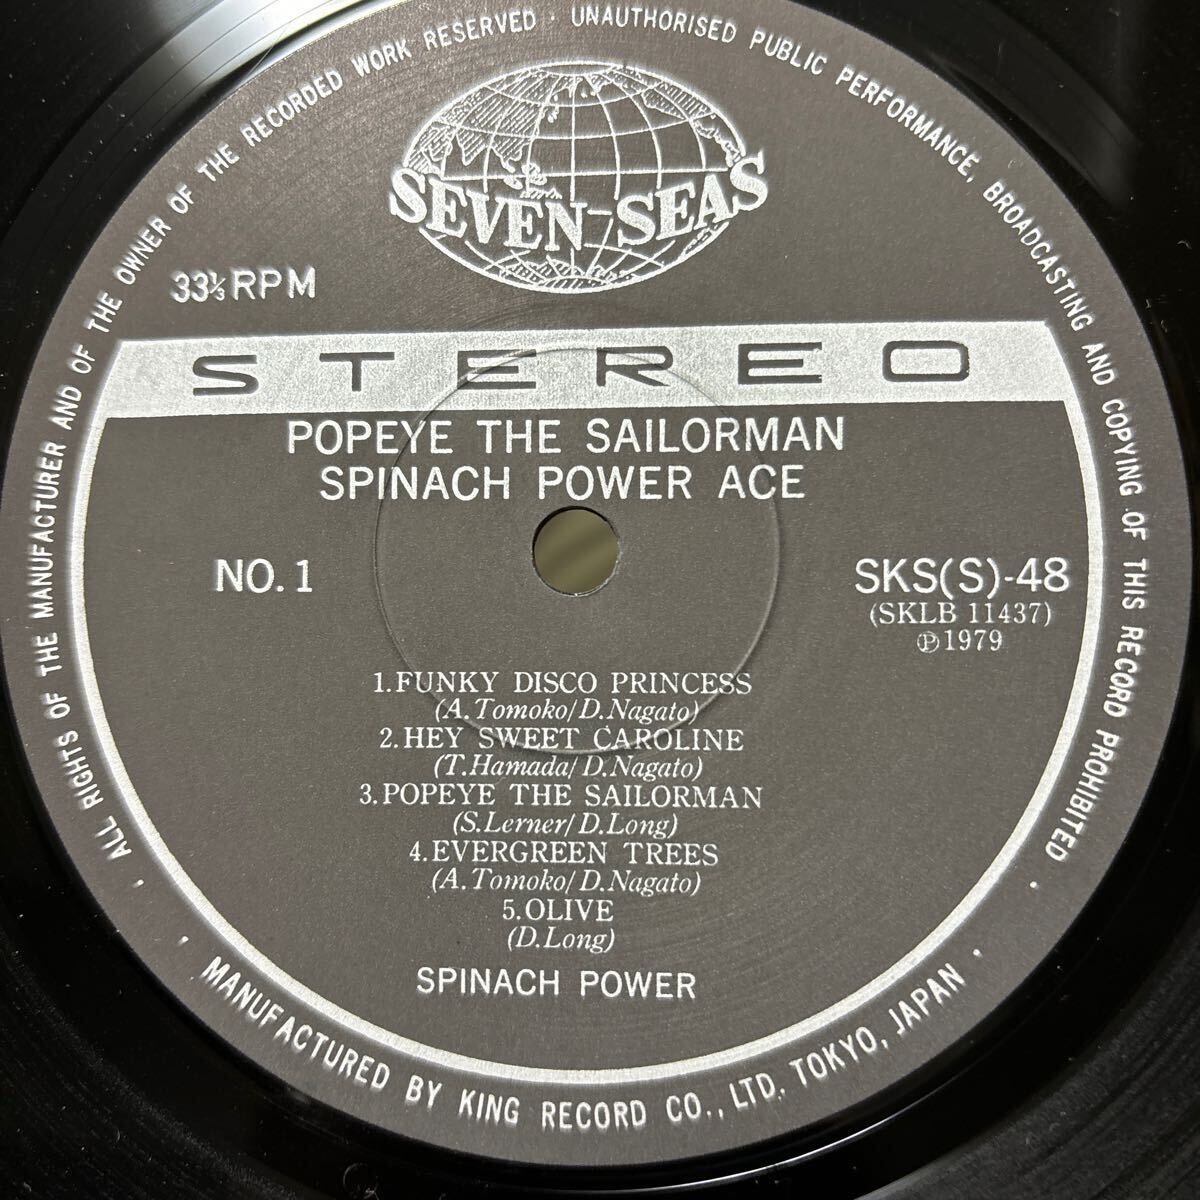 ALL RIGHTS OF THE MANUFACTURER AND OF THE OWNER OF THE RECORDED WORK RESERVED · UNAUTHORISED PUBLIC PERFORMANCE, BROADCASTING AND COPYING OF THIS RECORD PROHIBITED ·
SEVEN SEAS
33⅓ RPM
STEREO
POPEYE THE SAILORMAN
SPINACH POWER ACE
NO. 1
SKS(S)-48
(SKLB 11437)
Ⓟ1979
1.FUNKY DISCO PRINCESS
(A. Tomoko/D.Nagato)
2.HEY SWEET CAROLINE
(T.Hamada/D.Nagato)
3.POPEYE THE SAILORMAN
(S.Lerner/D.Long)
4.EVERGREEN TREES
(A.Tomoko/D.Nagato)
5.OLIVE
(D.Long)
SPINACH POWER
· MANUFACTURED BY KING RECORD CO., LTD. TOKYO, JAPAN ·